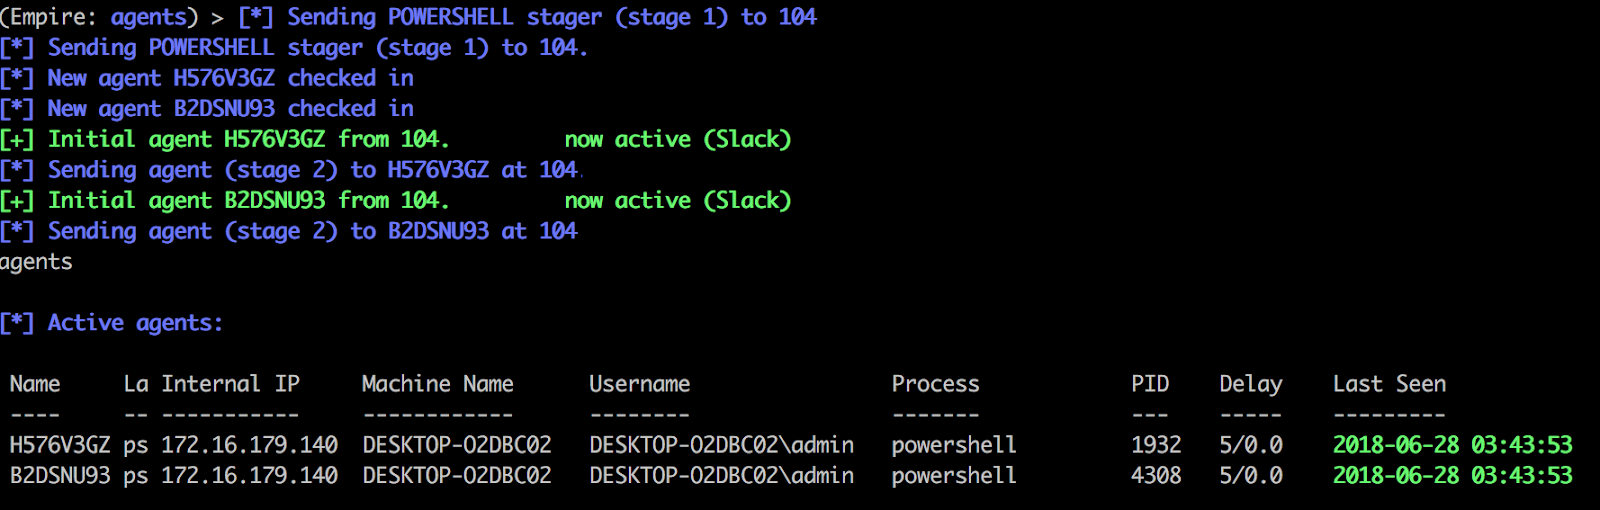 (Empire: agents) > [*] Sending POWERSHELL stager (stage 1) to 104
[*] Sending POWERSHELL stager (stage 1) to 104.
[*] New agent H576V3GZ checked in
[*] New agent B2DSNU93 checked in
[+] Initial agent H576V3GZ from 104. now active (Slack)
[*] Sending agent (stage 2) to H576V3GZ at 104.
[+] Initial agent B2DSNU93 from 104. now active (Slack)
[*] Sending agent (stage 2) to B2DSNU93 at 104
agents
[*] Active agents:
Name La Internal IP Machine Name Username Process PID Delay Last Seen
---- -- ----------- ------------ -------- ------- --- ----- ---------
H576V3GZ ps 172.16.179.140 DESKTOP-O2DBC02 DESKTOP-O2DBC02\admin powershell 1932 5/0.0 2018-06-28 03:43:53
B2DSNU93 ps 172.16.179.140 DESKTOP-O2DBC02 DESKTOP-O2DBC02\admin powershell 4308 5/0.0 2018-06-28 03:43:53